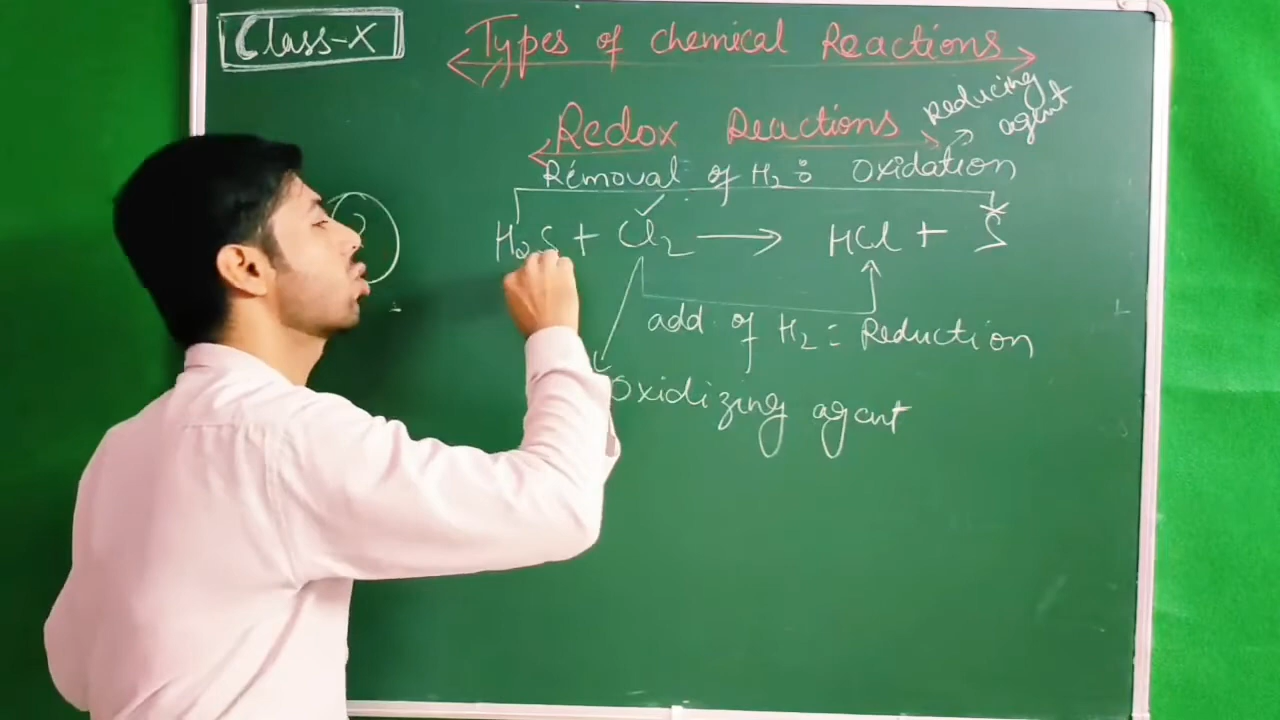 Class-X
Types of chemical Reactions
Redox Reactions
Reducing
agent
Removal of H2 : Oxidation
H2S + Cl2 → HCl + S
add. of H2 = Reduction
Oxidizing agent